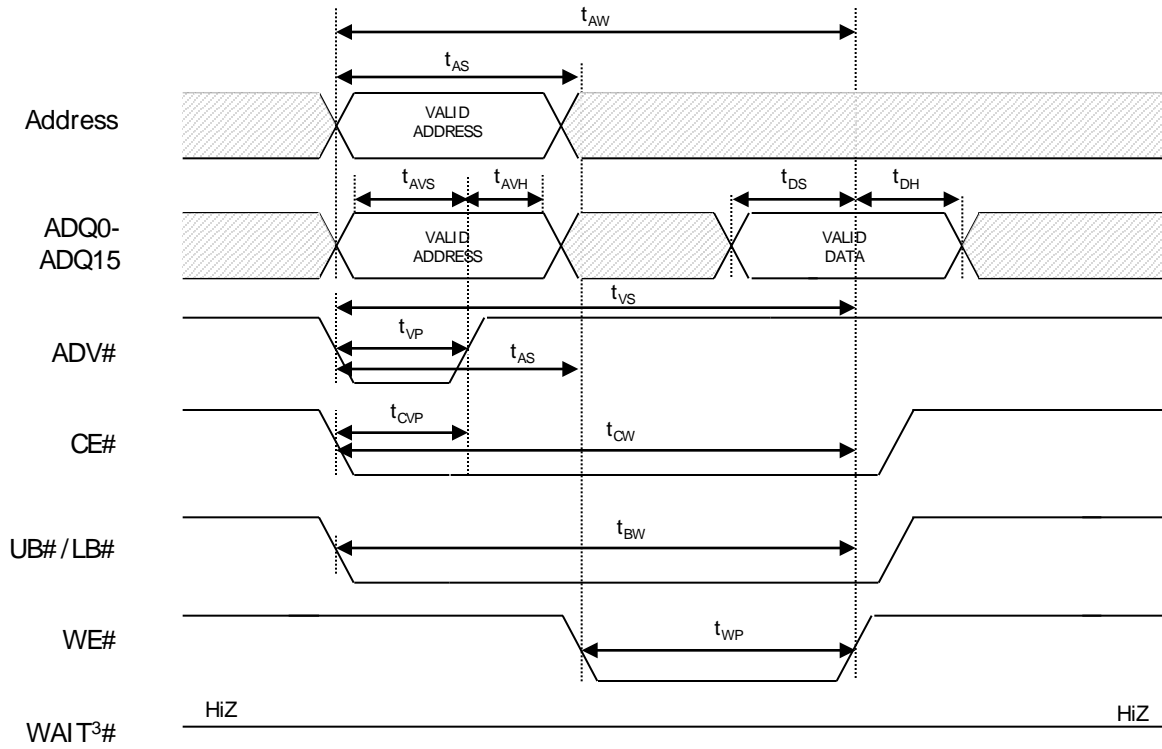 tAW
tAS
Address
VALID
ADDRESS
tAVS
tAVH
tDS
tDH
ADQ0-
ADQ15
VALID
ADDRESS
VALID
DATA
tVS
ADV#
tVP
tAS
CE#
tCVP
tCW
UB# / LB#
tBW
WE#
tWP
WAIT³#
HiZ
HiZ